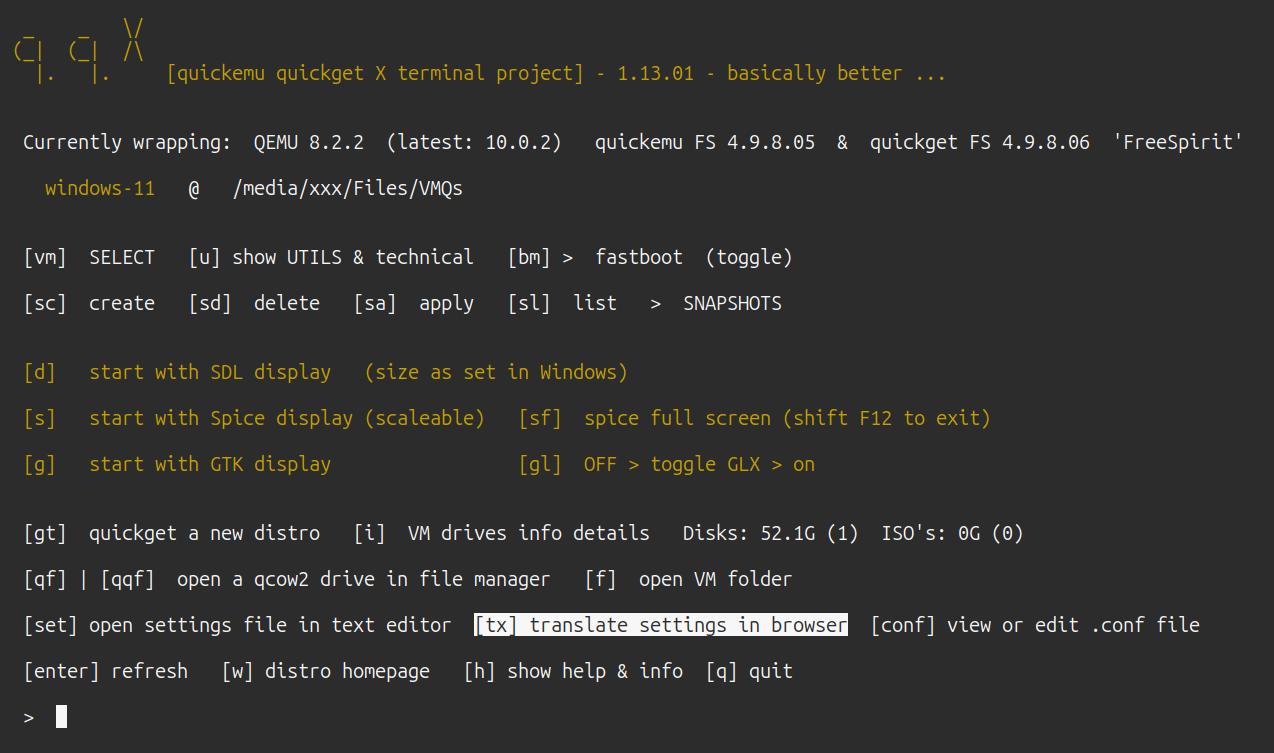 [quickemu quickget X terminal project] - 1.13.01 - basically better ...
Currently wrapping:  QEMU 8.2.2  (latest: 10.0.2)   quickemu FS 4.9.8.05  &  quickget FS 4.9.8.06  'FreeSpirit'
windows-11   @   /media/xxx/Files/VMQs
[vm]  SELECT   [u] show UTILS & technical   [bm] >  fastboot  (toggle)
[sc]  create   [sd]  delete   [sa]  apply   [sl]  list   >  SNAPSHOTS
[d]   start with SDL display   (size as set in Windows)
[s]   start with Spice display (scaleable)   [sf]  spice full screen (shift F12 to exit)
[g]   start with GTK display                 [gl]  OFF > toggle GLX > on
[gt]  quickget a new distro   [i]  VM drives info details   Disks: 52.1G (1)  ISO's: 0G (0)
[qf] | [qqf]  open a qcow2 drive in file manager   [f]  open VM folder
[set] open settings file in text editor  [tx] translate settings in browser  [conf] view or edit .conf file
[enter] refresh   [w] distro homepage   [h] show help & info  [q] quit
>